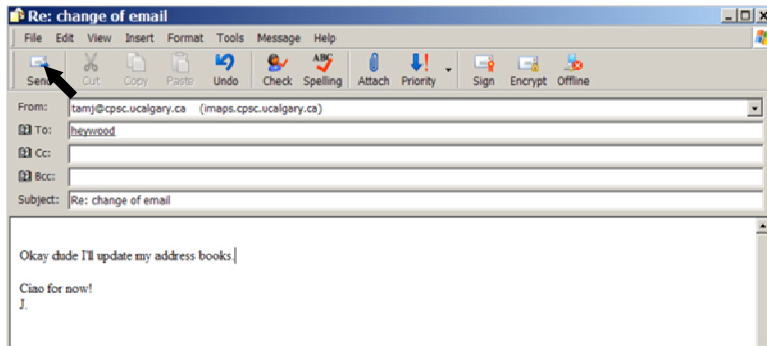 Re: change of email
File Edit View Insert Format Tools Message Help
ABC
Send Cut Copy Paste Undo Check Spelling Attach Priority Sign Encrypt Offline
From: tamj@cpsc.ucalgary.ca (imaps.cpsc.ucalgary.ca)
To: heywood
Cc:
Bcc:
Subject: Re: change of email
Okay dude I'll update my address books.
Ciao for now!
J.